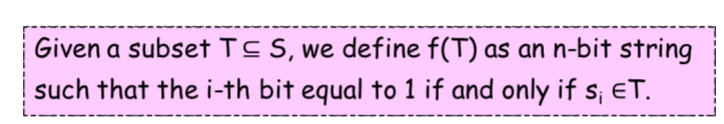 Given a subset T⊆ S, we define f(T) as an n-bit string
such that the i-th bit equal to 1 if and only if sᵢ ∈T.